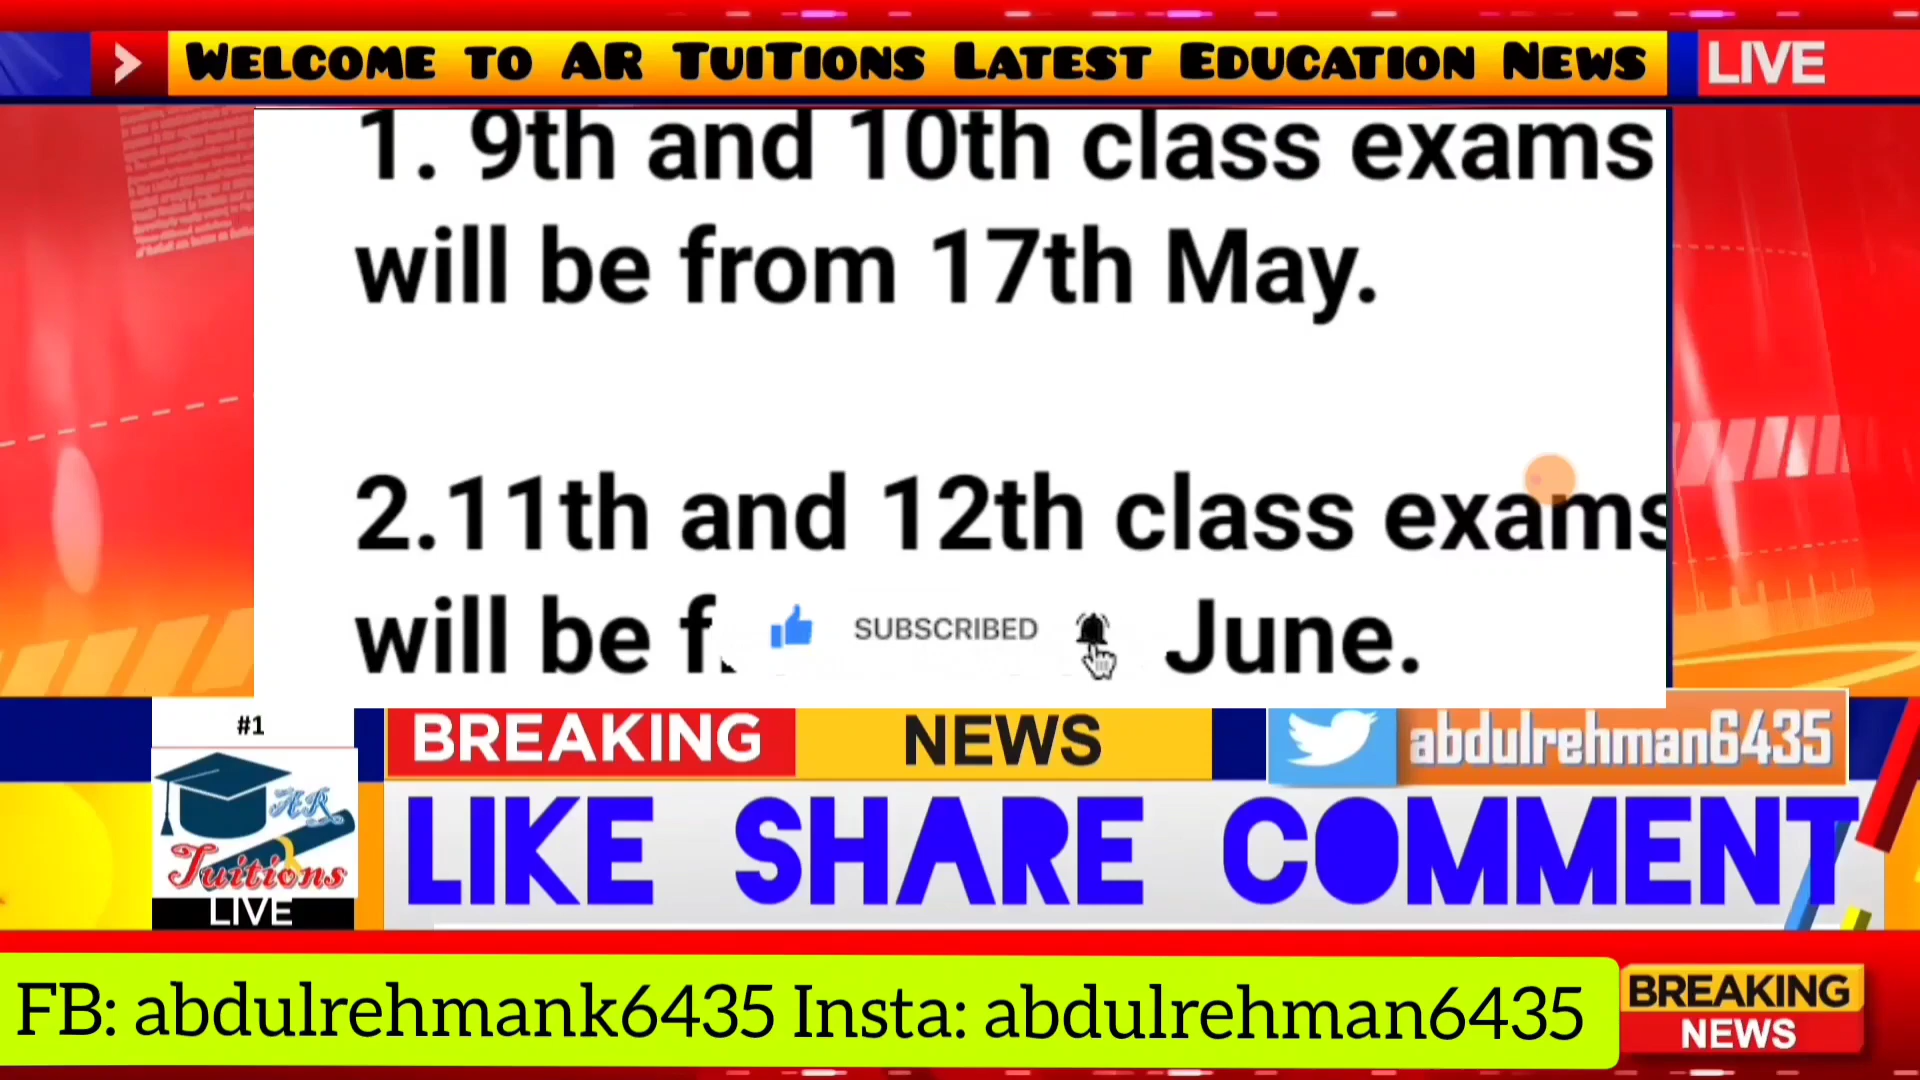 WELCOME TO AR TUITIONS LATEST EDUCATION NEWS
LIVE
1. 9th and 10th class exams
will be from 17th May.
2.11th and 12th class exams
will be
SUBSCRIBED
June.
#1
BREAKING NEWS
abdulrehman6435
AR
Tuitions
LIVE
LIKE SHARE COMMENT
FB: abdulrehmank6435 Insta: abdulrehman6435
BREAKING
NEWS